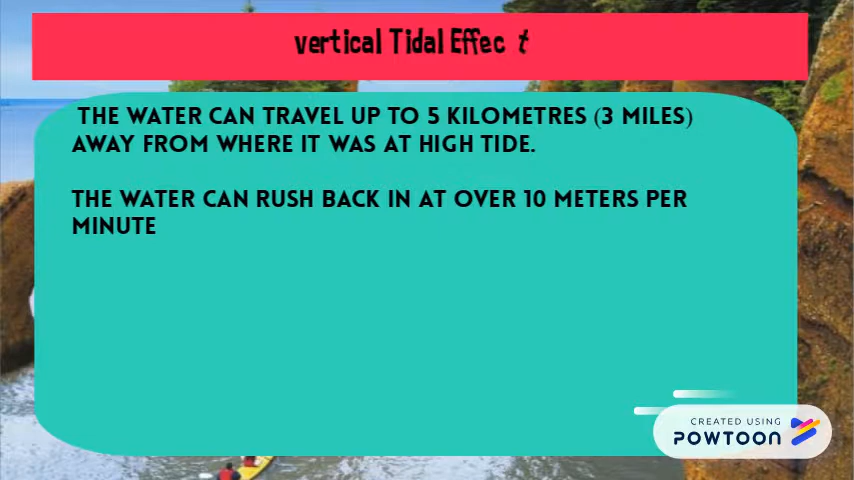 vertical Tidal Effec t
THE WATER CAN TRAVEL UP TO 5 KILOMETRES (3 MILES)
AWAY FROM WHERE IT WAS AT HIGH TIDE.
THE WATER CAN RUSH BACK IN AT OVER 10 METERS PER
MINUTE
CREATED USING
POWTOON